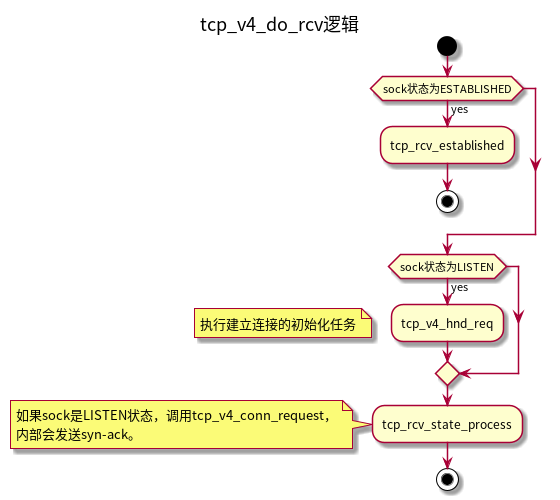 tcp_v4_do_rcv逻辑
sock状态为ESTABLISHED
yes
tcp_rcv_established
sock状态为LISTEN
yes
执行建立连接的初始化任务
tcp_v4_hnd_req
如果sock是LISTEN状态，调用tcp_v4_conn_request，
内部会发送syn-ack。
tcp_rcv_state_process